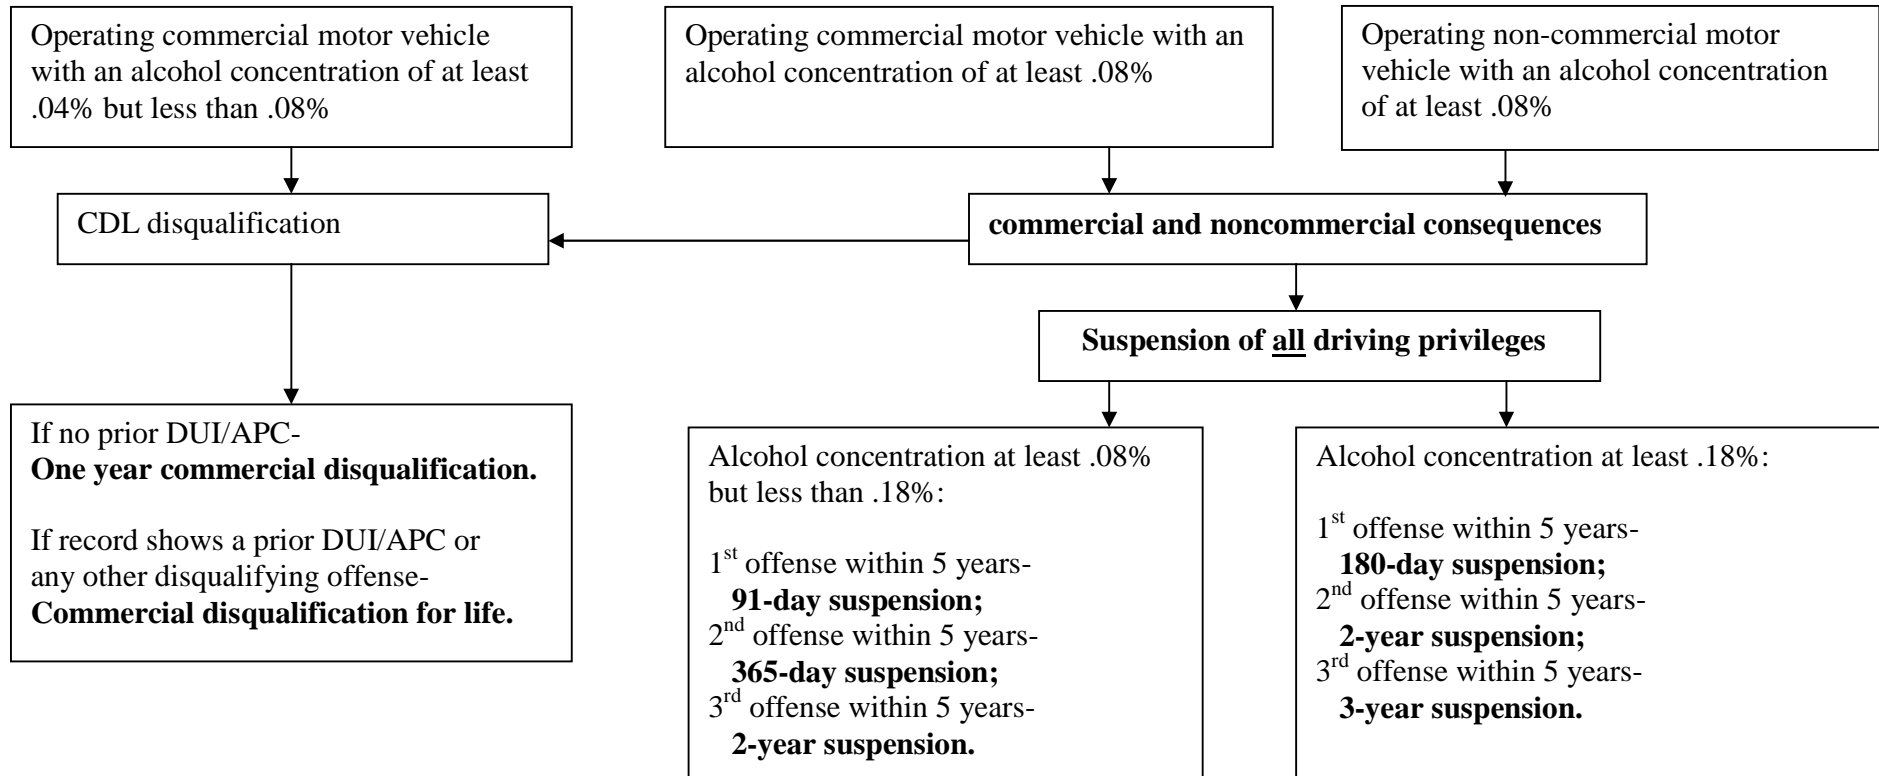 Operating commercial motor vehicle
with an alcohol concentration of at least
.04% but less than .08%
Operating commercial motor vehicle with an
alcohol concentration of at least .08%
Operating non-commercial motor
vehicle with an alcohol concentration
of at least .08%
CDL disqualification
commercial and noncommercial consequences
Suspension of all driving privileges
If no prior DUI/APC-
One year commercial disqualification.
If record shows a prior DUI/APC or
any other disqualifying offense-
Commercial disqualification for life.
Alcohol concentration at least .08%
but less than .18%:
1st offense within 5 years-
91-day suspension;
2nd offense within 5 years-
365-day suspension;
3rd offense within 5 years-
2-year suspension.
Alcohol concentration at least .18%:
1st offense within 5 years-
180-day suspension;
2nd offense within 5 years-
2-year suspension;
3rd offense within 5 years-
3-year suspension.